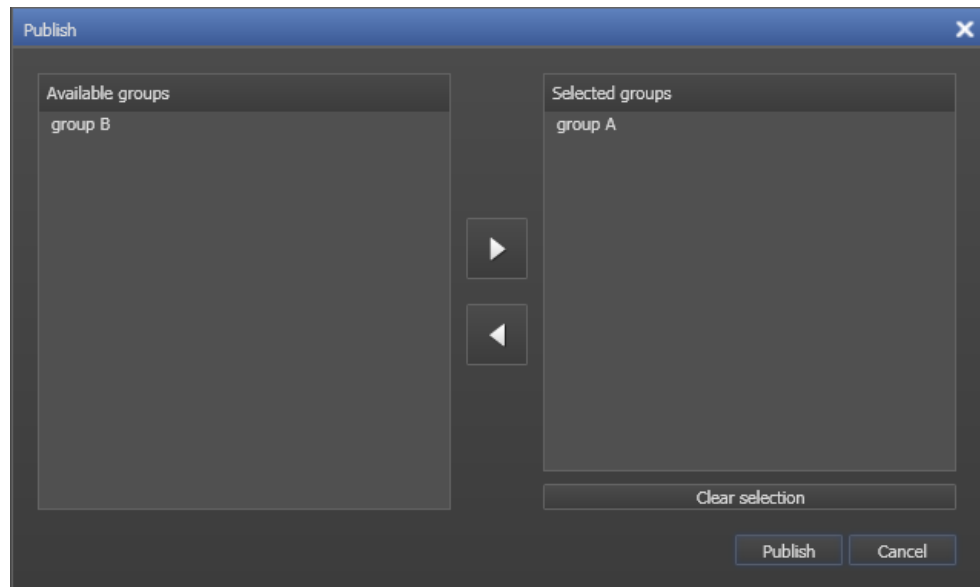 Publish
Available groups
group B
Selected groups
group A
Clear selection
Publish
Cancel